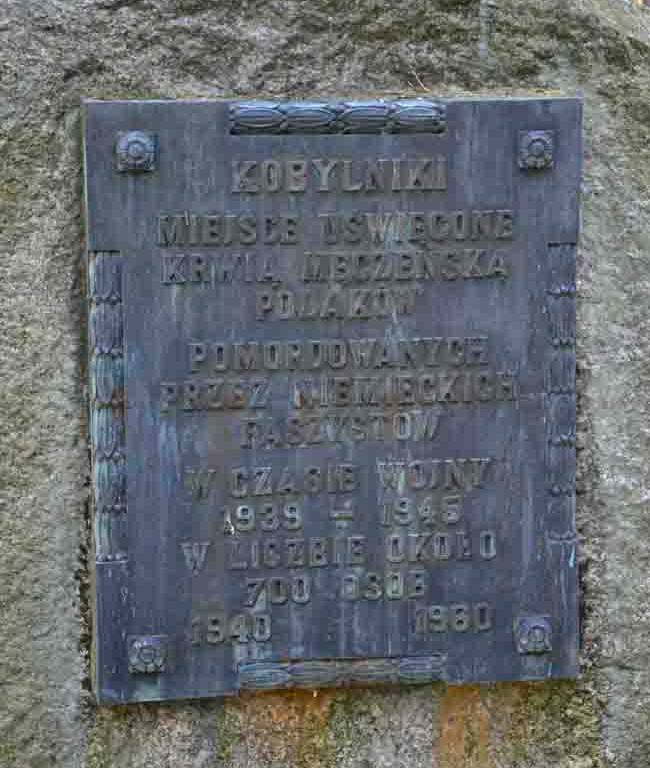 KOBYLNIKI
MIEJSCE UŚWIĘCONE
KRWIĄ MĘCZEŃSKĄ
POLAKÓW
POMORDOWANYCH
PRZEZ NIEMIECKICH
FASZYSTÓW
W CZASIE WOJNY
1939 – 1945
W LICZBIE OKOŁO
700 OSÓB
1940 1980